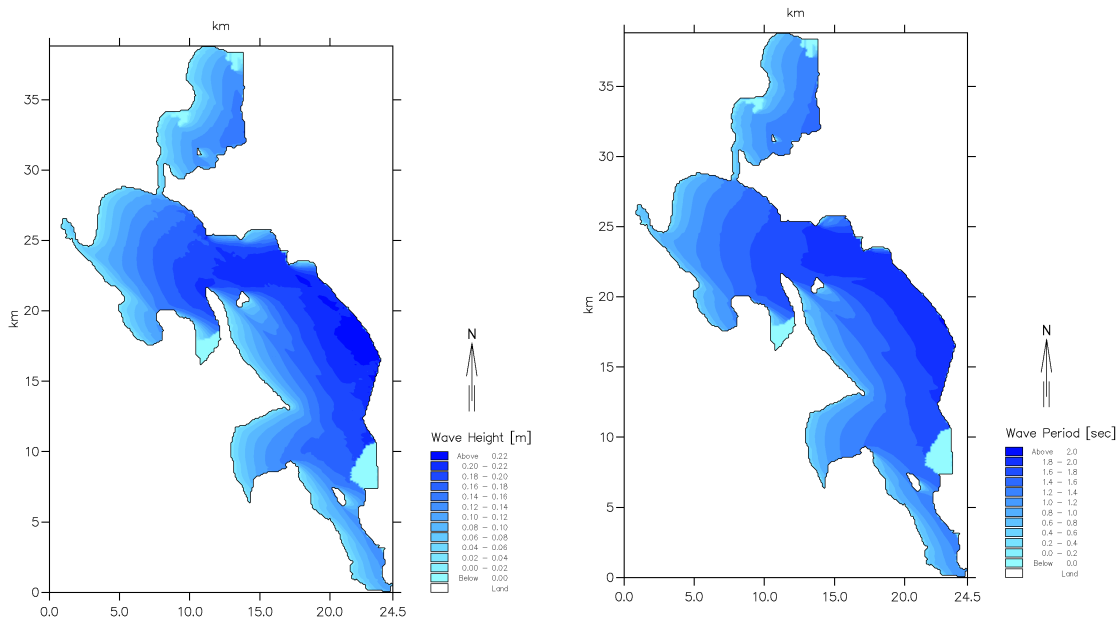 km
35
30
25
20
15
10
5
0
km
0.0 5.0 10.0 15.0 20.0 24.5
N
Wave Height [m]
Above 0.22
0.20 – 0.22
0.18 – 0.20
0.16 – 0.18
0.14 – 0.16
0.12 – 0.14
0.10 – 0.12
0.08 – 0.10
0.06 – 0.08
0.04 – 0.06
0.02 – 0.04
0.00 – 0.02
Below 0.00
Land
km
35
30
25
20
15
10
5
0
km
0.0 5.0 10.0 15.0 20.0 24.5
N
Wave Period [sec]
Above 2.0
1.8 – 2.0
1.6 – 1.8
1.4 – 1.6
1.2 – 1.4
1.0 – 1.2
0.8 – 1.0
0.6 – 0.8
0.4 – 0.6
0.2 – 0.4
0.0 – 0.2
Below 0.0
Land